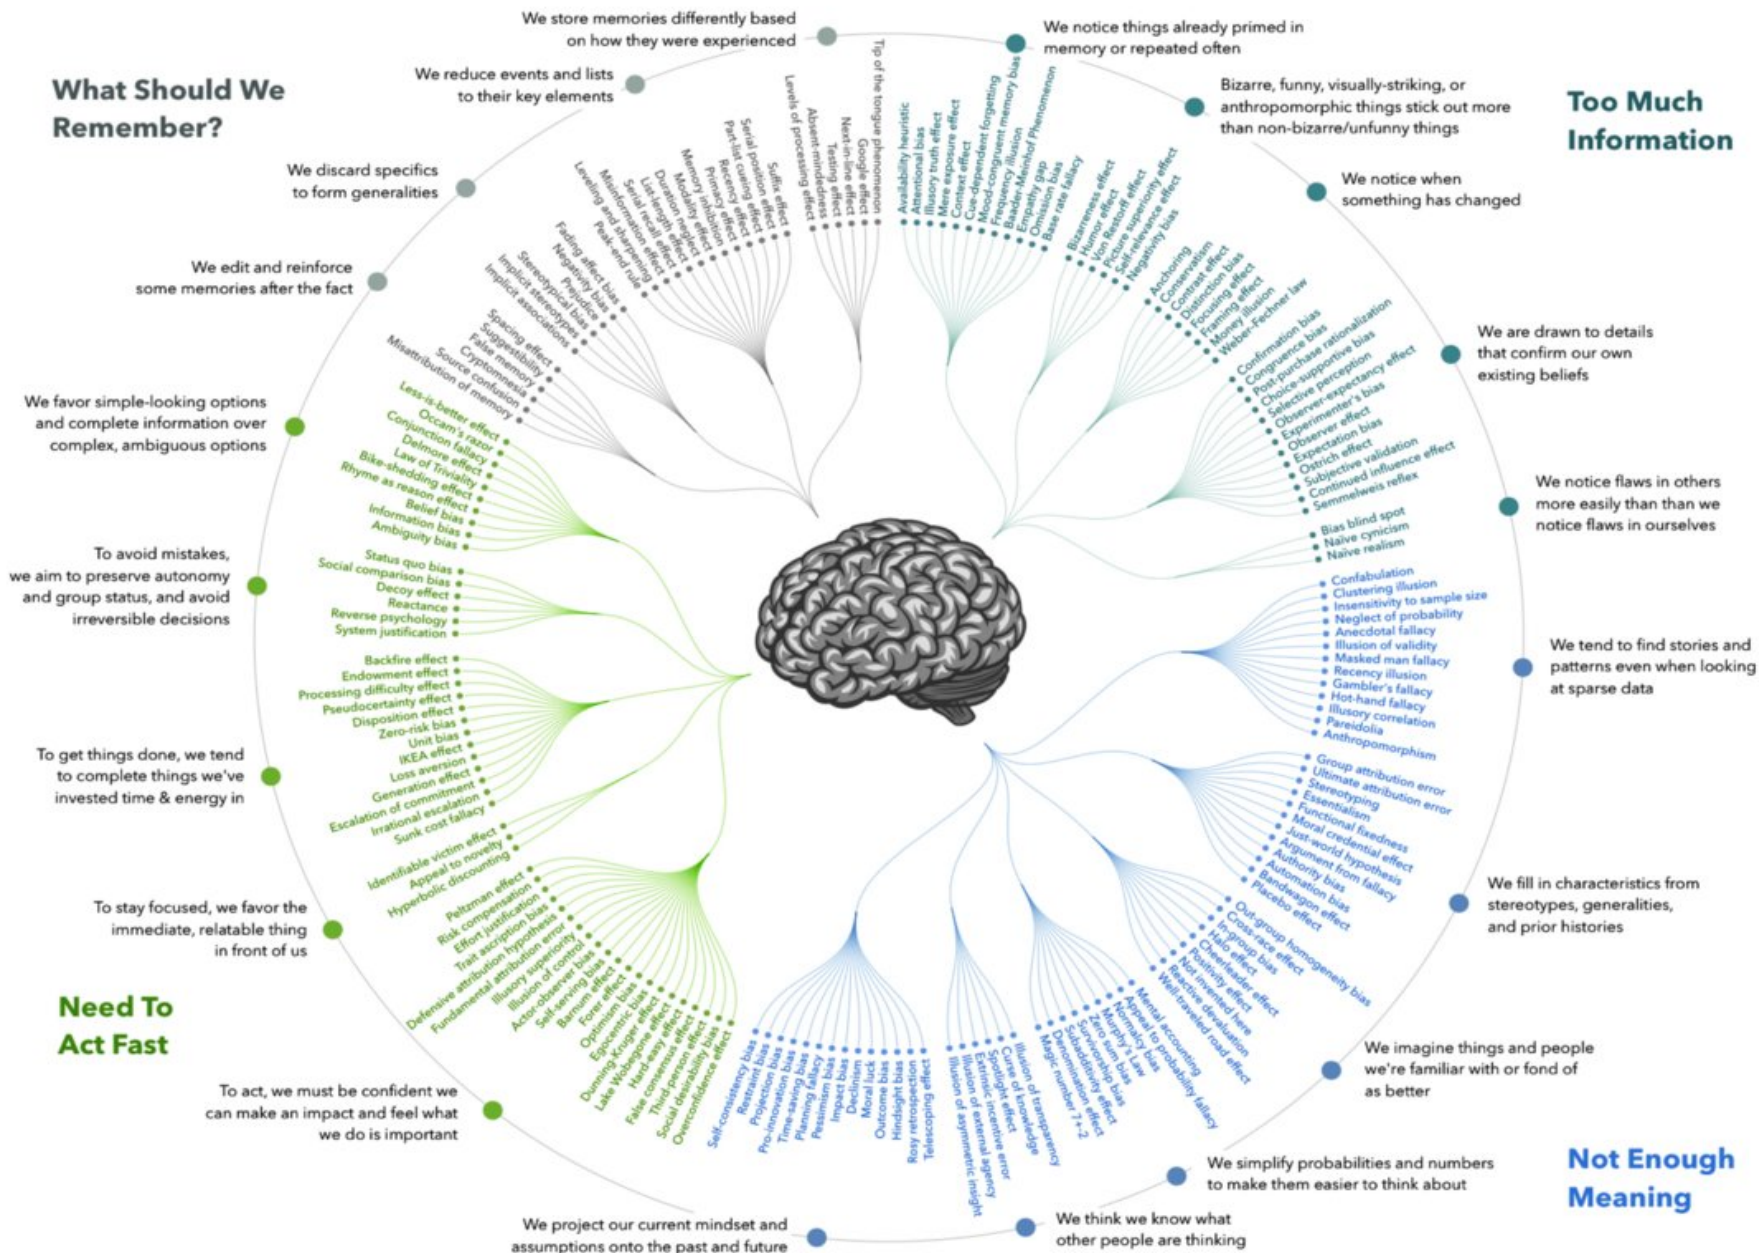 What Should We
Remember?
We store memories differently based
on how they were experienced
We reduce events and lists
to their key elements
We discard specifics
to form generalities
We edit and reinforce
some memories after the fact
Tip of the tongue phenomenon
Google effect
Next-in-line effect
Testing effect
Absent-mindedness
Levels of processing effect
Suffix effect
Serial position effect
Part-list cueing effect
Recency effect
Primacy effect
Memory inhibition
Modality effect
Duration neglect
List-length effect
Serial recall effect
Misinformation effect
Leveling and sharpening
Peak-end rule
Fading affect bias
Negativity bias
Prejudice
Stereotypical bias
Implicit stereotypes
Implicit associations
Spacing effect
Suggestibility
False memory
Cryptomnesia
Source confusion
Misattribution of memory
Too Much
Information
We notice things already primed in
memory or repeated often
Availability heuristic
Attentional bias
Illusory truth effect
Mere exposure effect
Context effect
Cue-dependent forgetting
Mood-congruent memory bias
Frequency illusion
Baader-Meinhof Phenomenon
Empathy gap
Omission bias
Base rate fallacy
Bizarre, funny, visually-striking, or
anthropomorphic things stick out more
than non-bizarre/unfunny things
Bizarreness effect
Humor effect
Von Restorff effect
Picture superiority effect
Self-relevance effect
Negativity bias
We notice when
something has changed
Anchoring
Conservatism
Contrast effect
Distinction bias
Focusing effect
Framing effect
Money illusion
Weber-Fechner law
We are drawn to details
that confirm our own
existing beliefs
Confirmation bias
Congruence bias
Post-purchase rationalization
Choice-supportive bias
Selective perception
Observer-expectancy effect
Experimenter's bias
Observer effect
Expectation bias
Ostrich effect
Subjective validation
Continued influence effect
Semmelweis reflex
We notice flaws in others
more easily than than we
notice flaws in ourselves
Bias blind spot
Naïve cynicism
Naïve realism
We tend to find stories and
patterns even when looking
at sparse data
Confabulation
Clustering illusion
Insensitivity to sample size
Neglect of probability
Anecdotal fallacy
Illusion of validity
Masked man fallacy
Recency illusion
Gambler's fallacy
Hot-hand fallacy
Illusory correlation
Pareidolia
Anthropomorphism
We fill in characteristics from
stereotypes, generalities,
and prior histories
Group attribution error
Ultimate attribution error
Stereotyping
Essentialism
Functional fixedness
Moral credential effect
Just-world hypothesis
Argument from fallacy
Authority bias
Automation bias
Bandwagon effect
Placebo effect
We imagine things and people
we're familiar with or fond of
as better
Out-group homogeneity bias
Cross-race effect
In-group bias
Halo effect
Cheerleader effect
Positivity effect
Not invented here
Reactive devaluation
Well-traveled road effect
We simplify probabilities and numbers
to make them easier to think about
Mental accounting
Appeal to probability fallacy
Normalcy bias
Murphy's Law
Zero sum bias
Survivorship bias
Subadditivity effect
Denomination effect
Magic number 7+-2
Not Enough
Meaning
We think we know what
other people are thinking
Illusion of transparency
Curse of knowledge
Spotlight effect
Extrinsic incentive error
Illusion of external agency
Illusion of asymmetric insight
We project our current mindset and
assumptions onto the past and future
Telescoping effect
Rosy retrospection
Hindsight bias
Outcome bias
Moral luck
Declinism
Impact bias
Pessimism bias
Planning fallacy
Time-saving bias
Pro-innovation bias
Projection bias
Restraint bias
Self-consistency bias
We favor simple-looking options
and complete information over
complex, ambiguous options
Less-is-better effect
Occam's razor
Conjunction fallacy
Delmore effect
Law of Triviality
Bike-shedding effect
Rhyme as reason effect
Belief bias
Information bias
Ambiguity bias
To avoid mistakes,
we aim to preserve autonomy
and group status, and avoid
irreversible decisions
Status quo bias
Social comparison bias
Decoy effect
Reactance
Reverse psychology
System justification
To get things done, we tend
to complete things we've
invested time & energy in
Backfire effect
Endowment effect
Processing difficulty effect
Pseudocertainty effect
Disposition effect
Zero-risk bias
Unit bias
IKEA effect
Loss aversion
Generation effect
Escalation of commitment
Irrational escalation
Sunk cost fallacy
To stay focused, we favor the
immediate, relatable thing
in front of us
Identifiable victim effect
Appeal to novelty
Hyperbolic discounting
Need To
Act Fast
To act, we must be confident we
can make an impact and feel what
we do is important
Peltzman effect
Risk compensation
Effort justification
Trait ascription bias
Defensive attribution hypothesis
Fundamental attribution error
Illusory superiority
Illusion of control
Actor-observer bias
Self-serving bias
Barnum effect
Forer effect
Optimism bias
Egocentric bias
Dunning-Kruger effect
Lake Wobegone effect
Hard-easy effect
False consensus effect
Third-person effect
Social desirability bias
Overconfidence effect